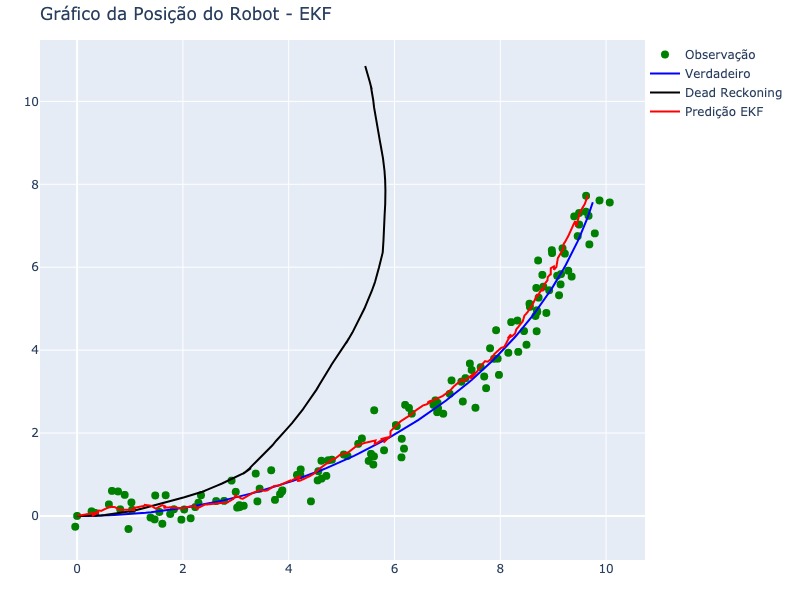 Gráfico da Posição do Robot - EKF
Observação
Verdadeiro
Dead Reckoning
Predição EKF
10
8
6
4
2
0
0 2 4 6 8 10